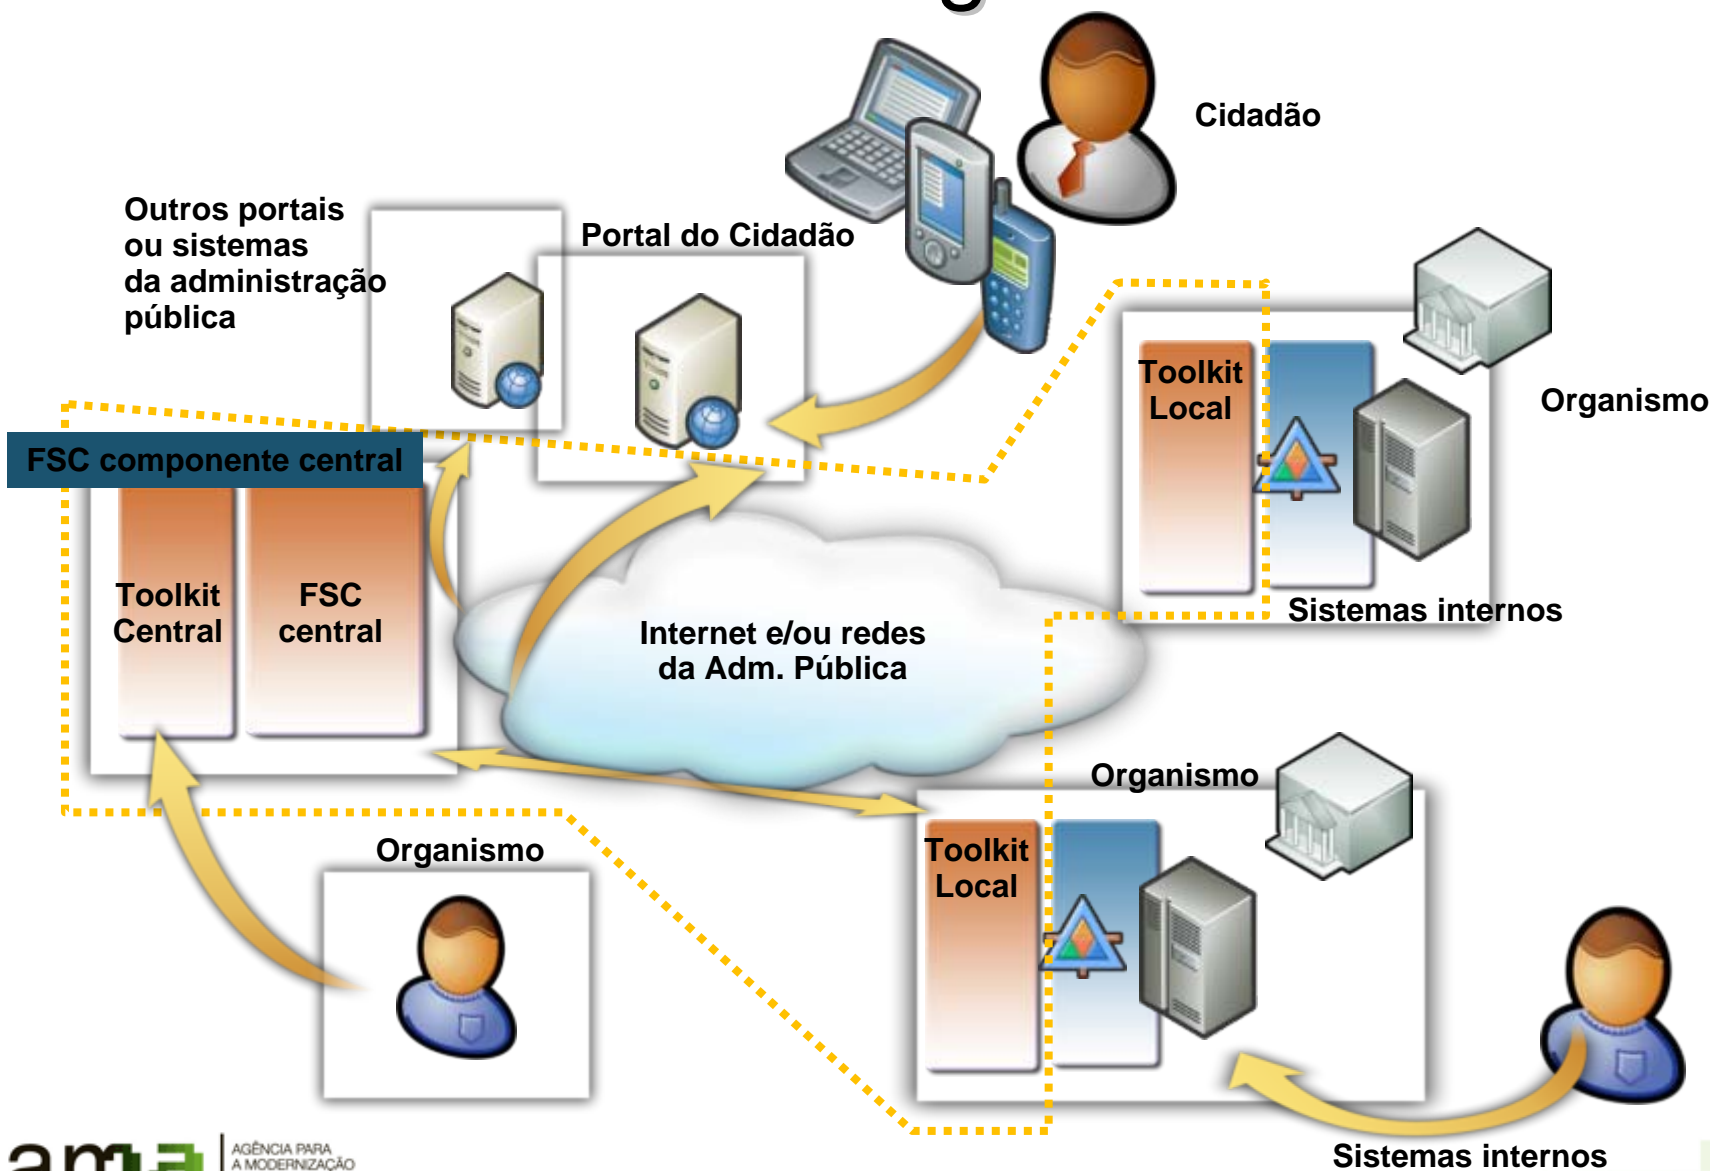 Cidadão
Outros portais
ou sistemas
da administração
pública
Portal do Cidadão
Toolkit
Local
Organismo
FSC componente central
Toolkit
Central
FSC
central
Sistemas internos
Internet e/ou redes
da Adm. Pública
Organismo
Toolkit
Local
Organismo
Sistemas internos
ama
AGÊNCIA PARA
A MODERNIZAÇÃO